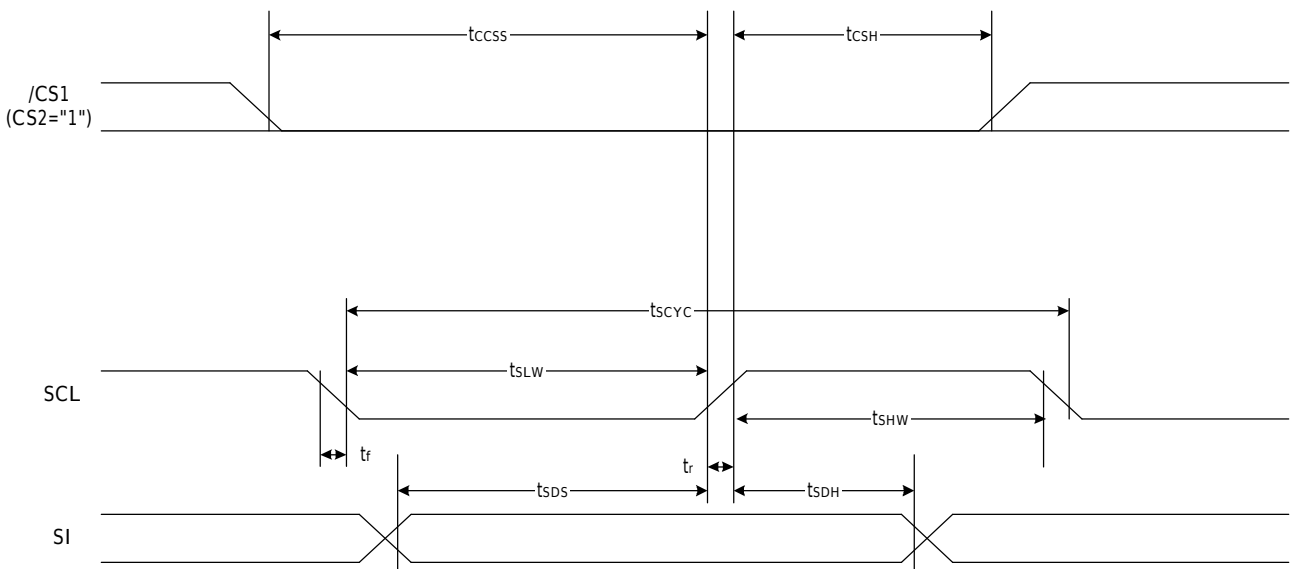 tCCSS
tCSH
/CS1
(CS2="1")
tSCYC
tSLW
SCL
tSHW
tf
tr
tSDS
tSDH
SI